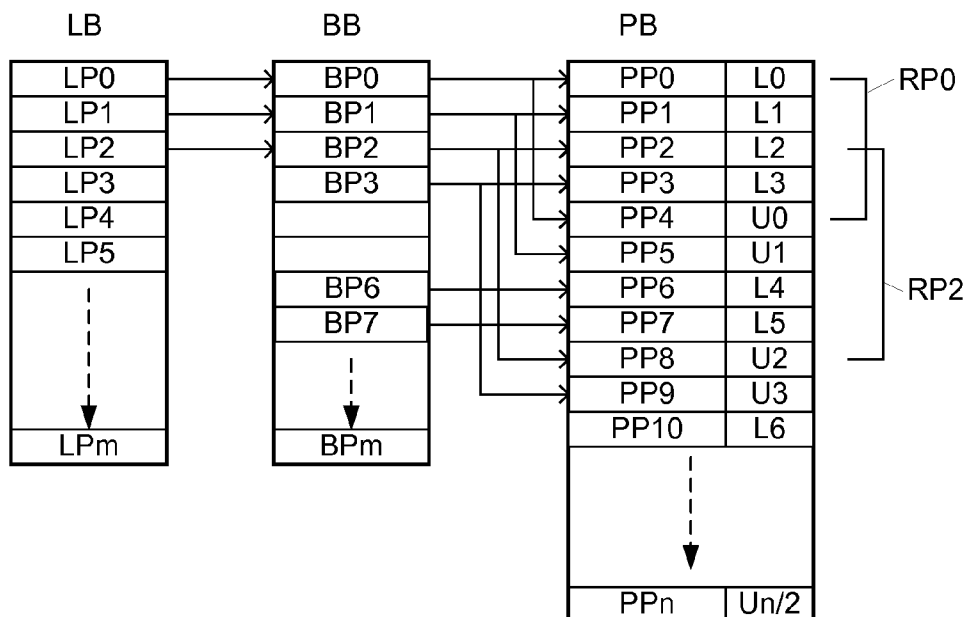 LB BB PB
LP0 BP0 PP0 L0 RP0
LP1 BP1 PP1 L1
LP2 BP2 PP2 L2
LP3 BP3 PP3 L3
LP4 PP4 U0
LP5 PP5 U1
BP6 PP6 L4 RP2
BP7 PP7 L5
PP8 U2
PP9 U3
LPm BPm PP10 L6
PPn Un/2